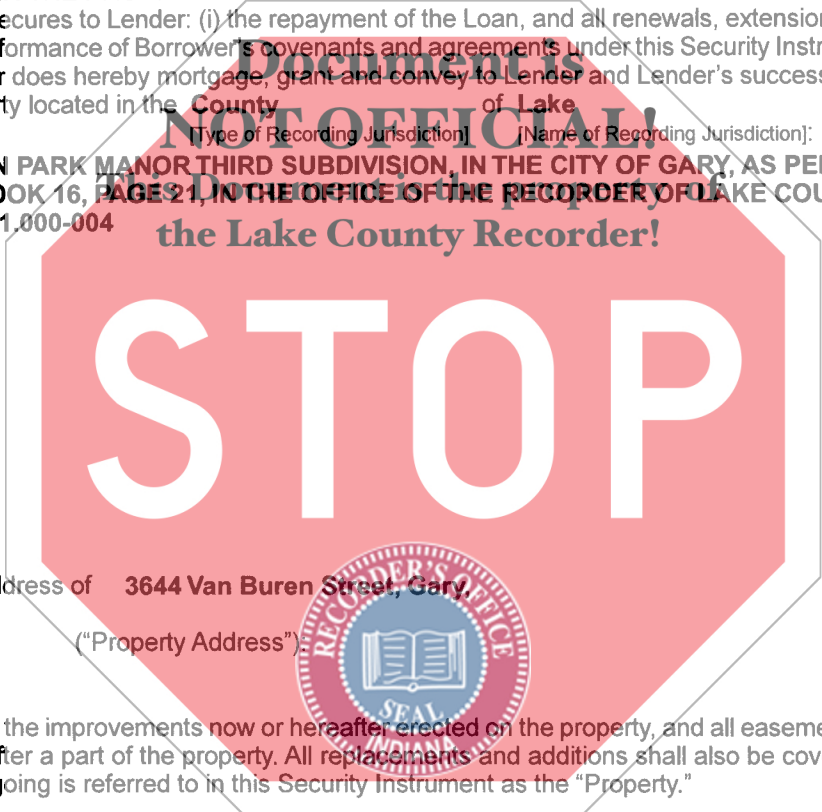 ecures to Lender: (i) the repayment of the Loan, and all renewals, extension
formance of Borrower's covenants and agreements under this Security Instr
Document is
r does hereby mortgage, grant and convey to Lender and Lender's success
ty located in the County of Lake
NOT OFFICIAL!
[Type of Recording Jurisdiction] [Name of Recording Jurisdiction]:
N PARK MANOR THIRD SUBDIVISION, IN THE CITY OF GARY, AS PER
OOK 16, PAGE 21, IN THE OFFICE OF THE RECORDER OF LAKE COU
This Document is the property of
1.000-004
the Lake County Recorder!
STOP
ddress of 3644 Van Buren Street, Gary,
("Property Address"):
RECORDER'S OFFICE
SEAL
INDIANA
the improvements now or hereafter erected on the property, and all easeme
fter a part of the property. All replacements and additions shall also be cov
going is referred to in this Security Instrument as the "Property."